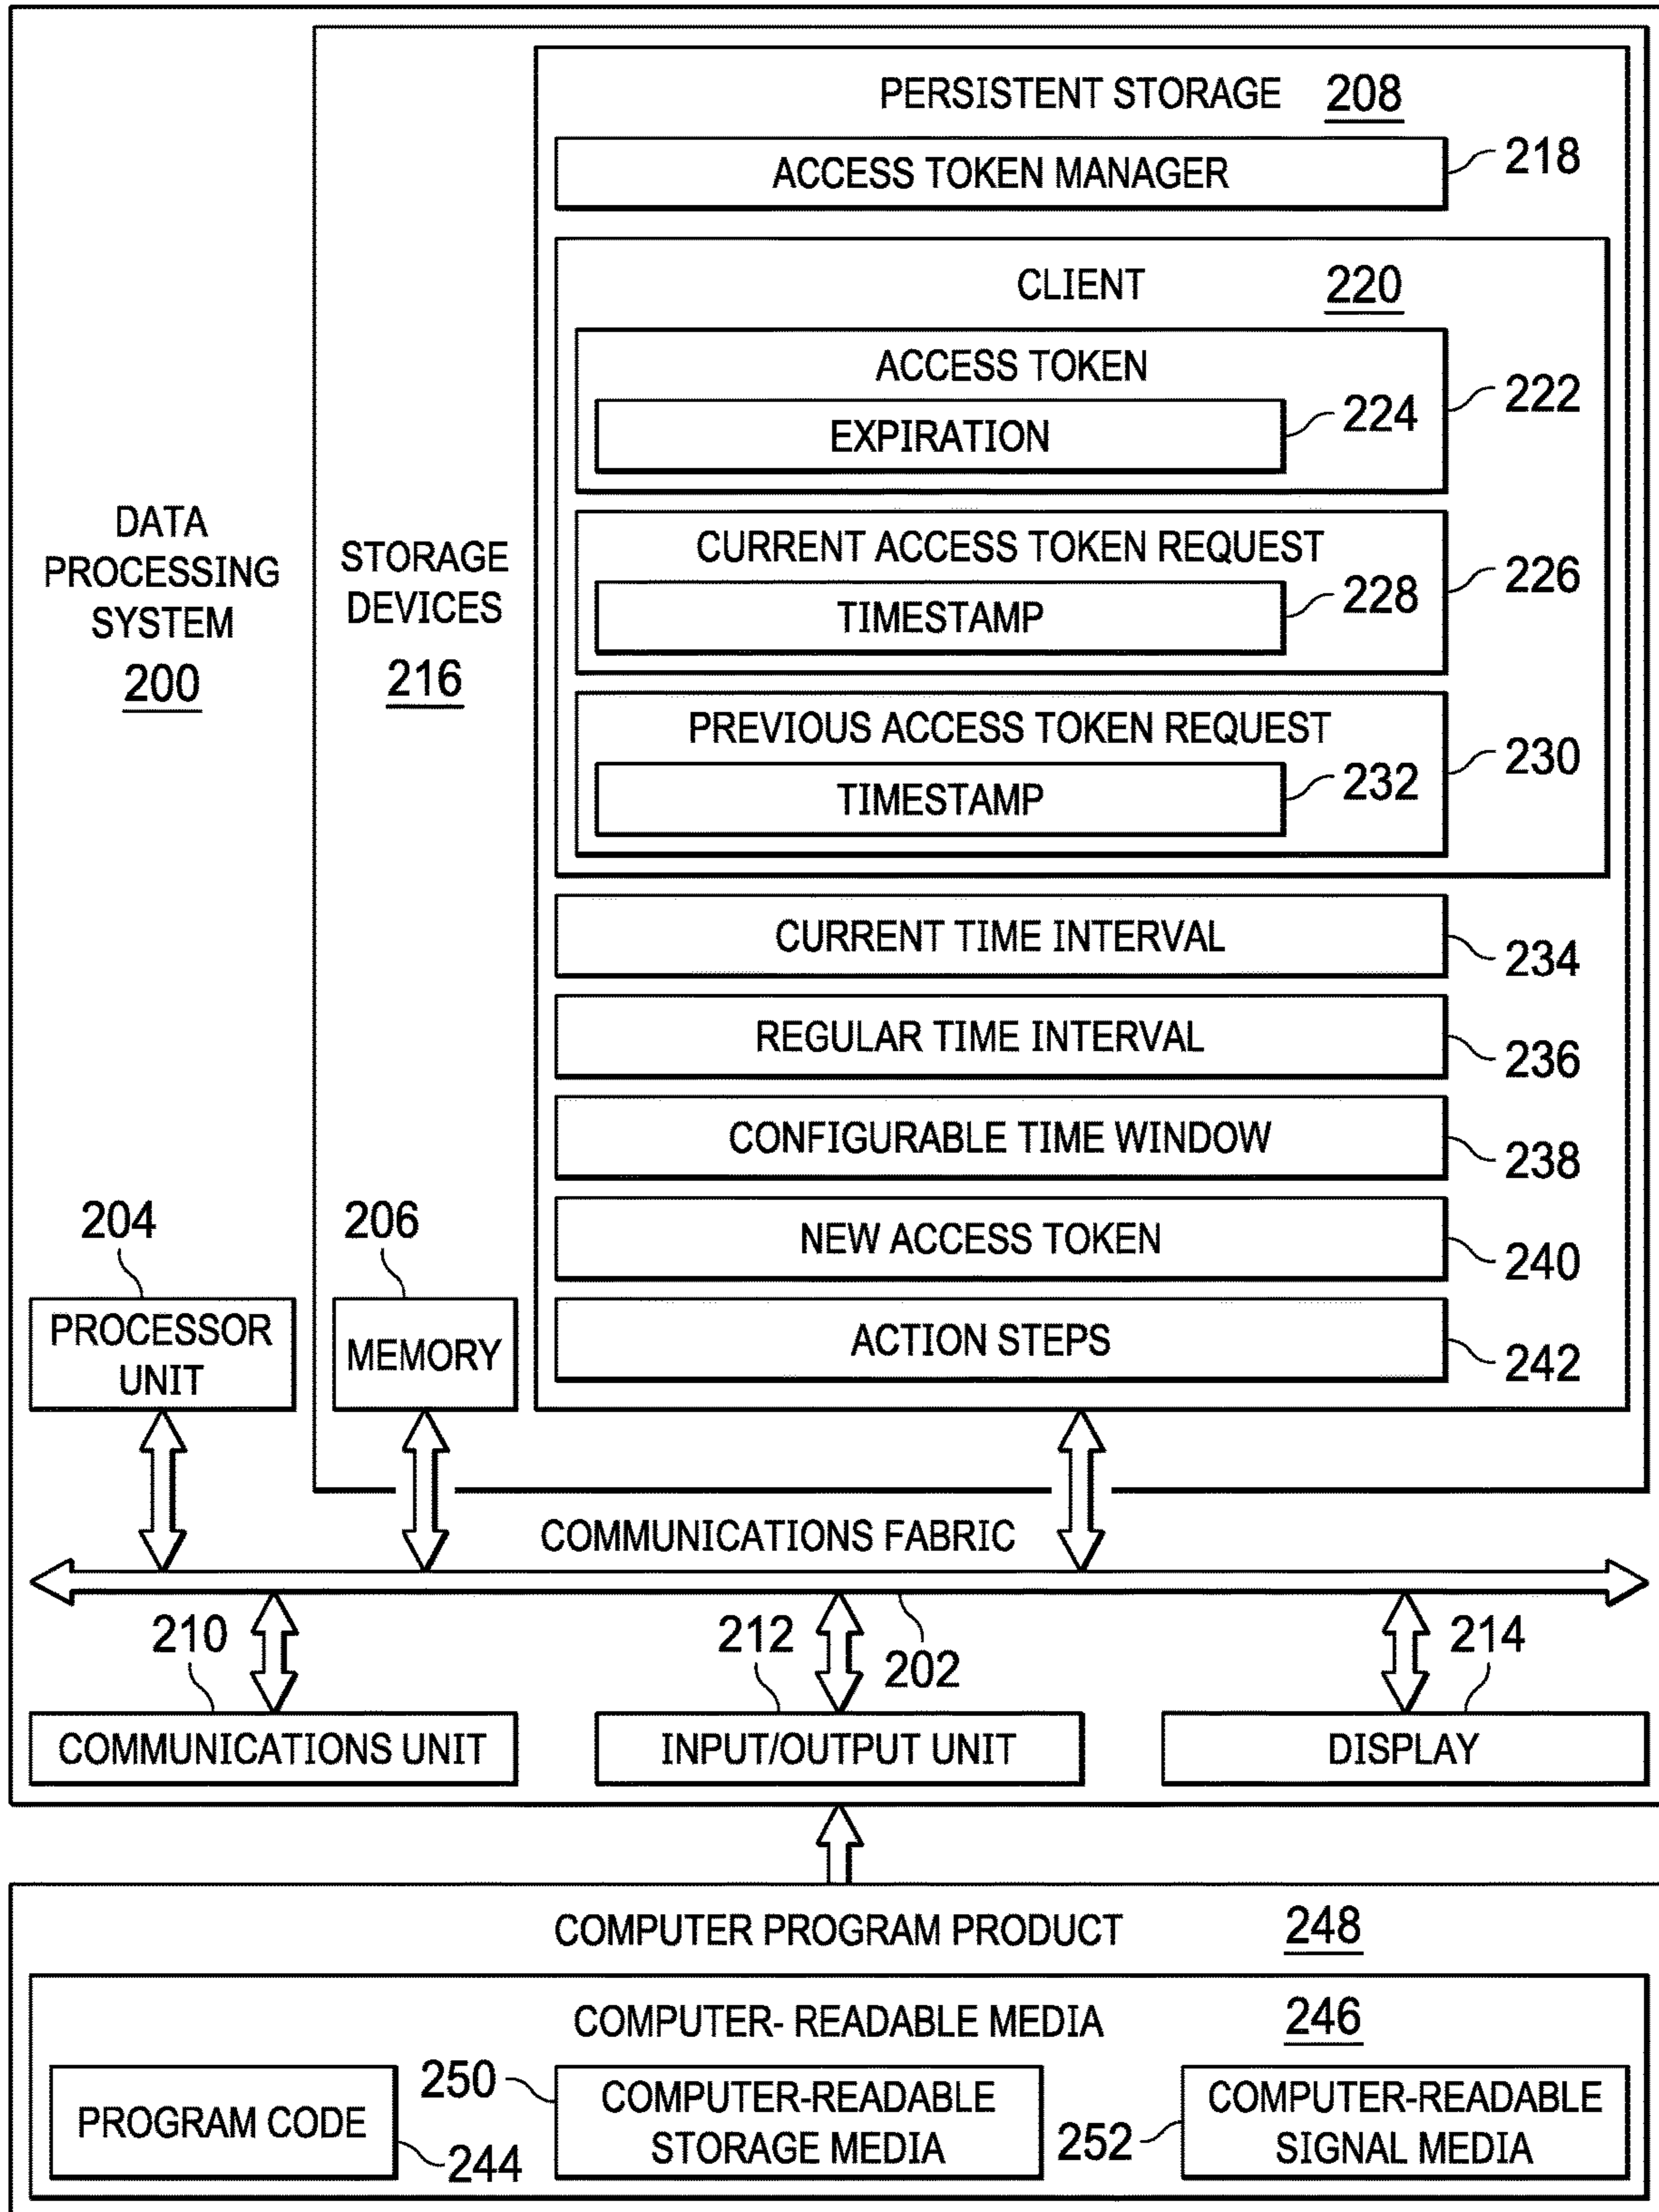 PERSISTENT STORAGE 208
ACCESS TOKEN MANAGER
218
CLIENT 220
ACCESS TOKEN
222
EXPIRATION
224
CURRENT ACCESS TOKEN REQUEST
226
TIMESTAMP
228
PREVIOUS ACCESS TOKEN REQUEST
230
TIMESTAMP
232
CURRENT TIME INTERVAL
234
REGULAR TIME INTERVAL
236
CONFIGURABLE TIME WINDOW
238
NEW ACCESS TOKEN
240
ACTION STEPS
242
DATA
PROCESSING
SYSTEM
200
STORAGE
DEVICES
216
204
PROCESSOR
UNIT
206
MEMORY
COMMUNICATIONS FABRIC
202
210
COMMUNICATIONS UNIT
212
INPUT/OUTPUT UNIT
214
DISPLAY
COMPUTER PROGRAM PRODUCT 248
COMPUTER- READABLE MEDIA 246
PROGRAM CODE
244
250
COMPUTER-READABLE
STORAGE MEDIA
252
COMPUTER-READABLE
SIGNAL MEDIA